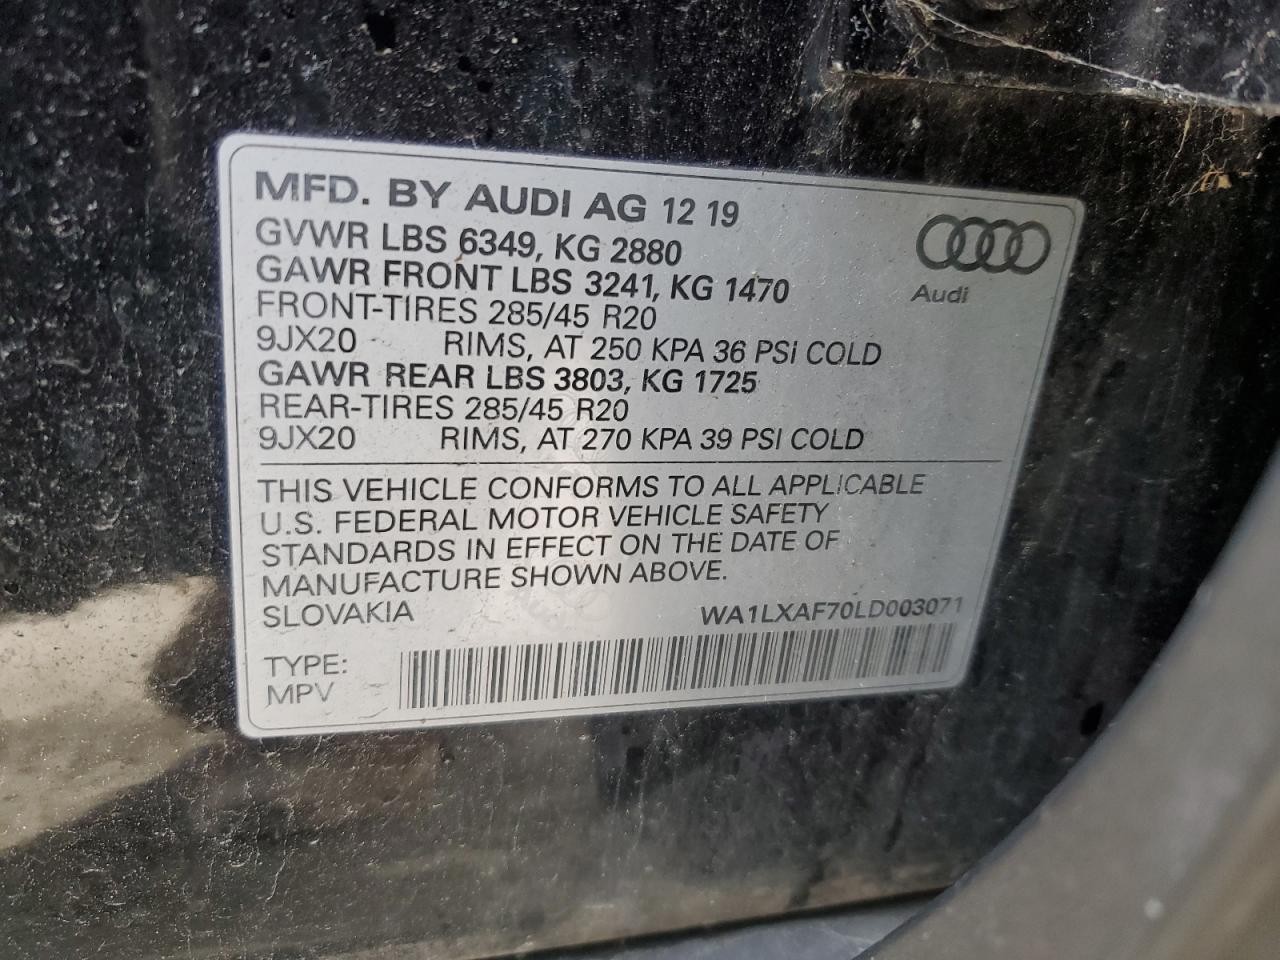 MFD. BY AUDI AG 12 19
GVWR LBS 6349, KG 2880
GAWR FRONT LBS 3241, KG 1470
FRONT-TIRES 285/45 R20
9JX20 RIMS, AT 250 KPA 36 PSI COLD
GAWR REAR LBS 3803, KG 1725
REAR-TIRES 285/45 R20
9JX20 RIMS, AT 270 KPA 39 PSI COLD
Audi
THIS VEHICLE CONFORMS TO ALL APPLICABLE
U.S. FEDERAL MOTOR VEHICLE SAFETY
STANDARDS IN EFFECT ON THE DATE OF
MANUFACTURE SHOWN ABOVE.
SLOVAKIA WA1LXAF70LD003071
TYPE:
MPV